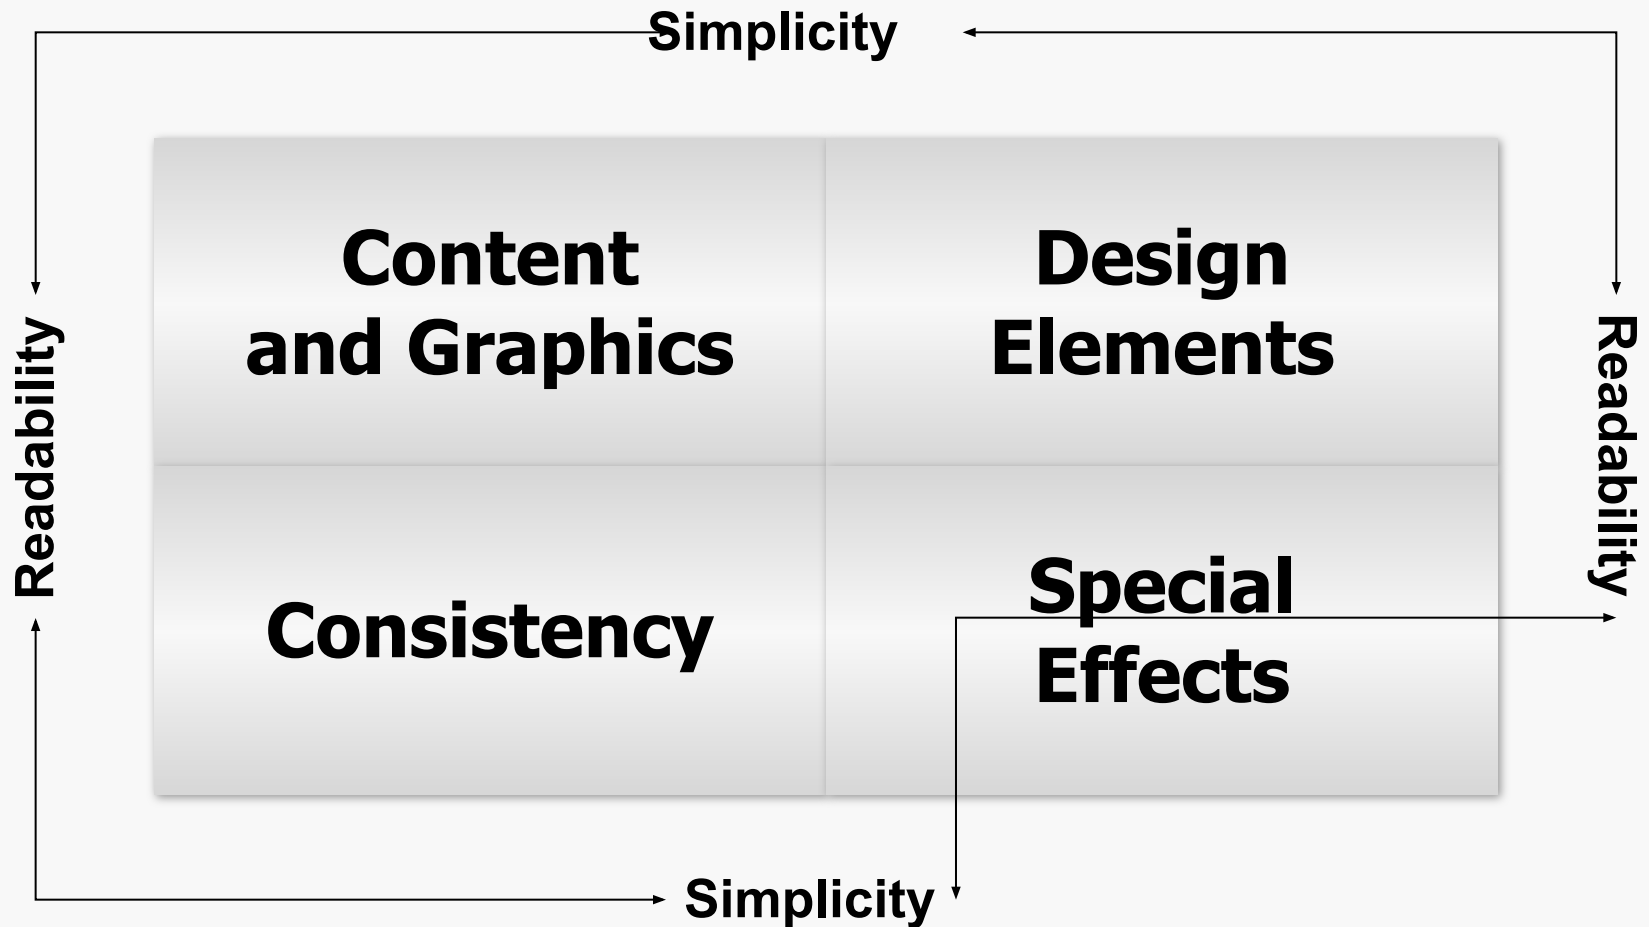 Simplicity
Content
and Graphics
Design
Elements
Readability
Readability
Consistency
Special
Effects
Simplicity